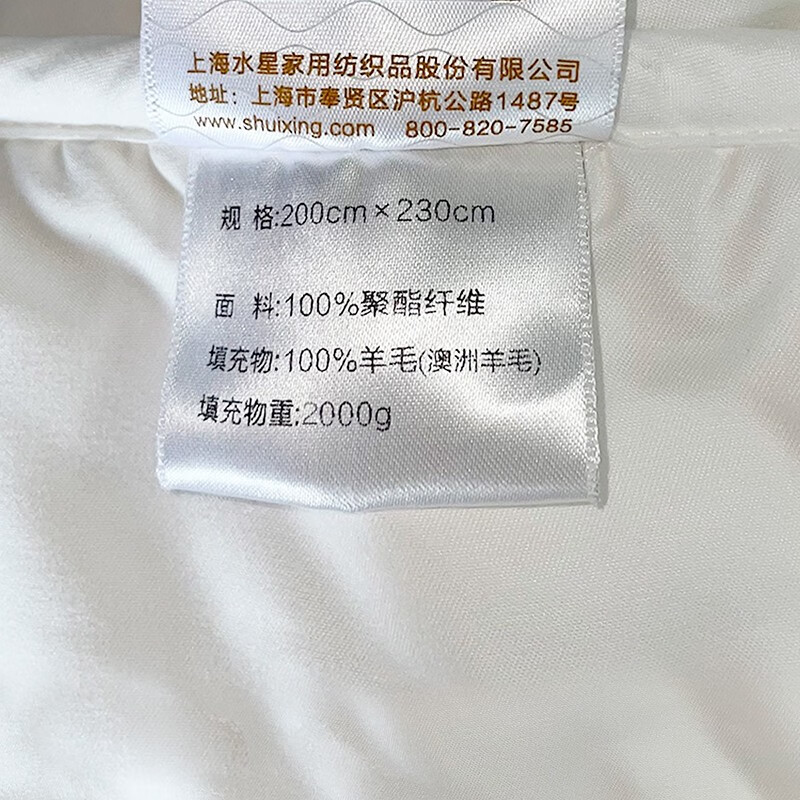 上海水星家用纺织品股份有限公司
地址：上海市奉贤区沪杭公路1487号
www.shuixing.com 800-820-7585
规 格:200cm×230cm
面 料:100%聚酯纤维
填充物:100%羊毛(澳洲羊毛)
填充物重:2000g